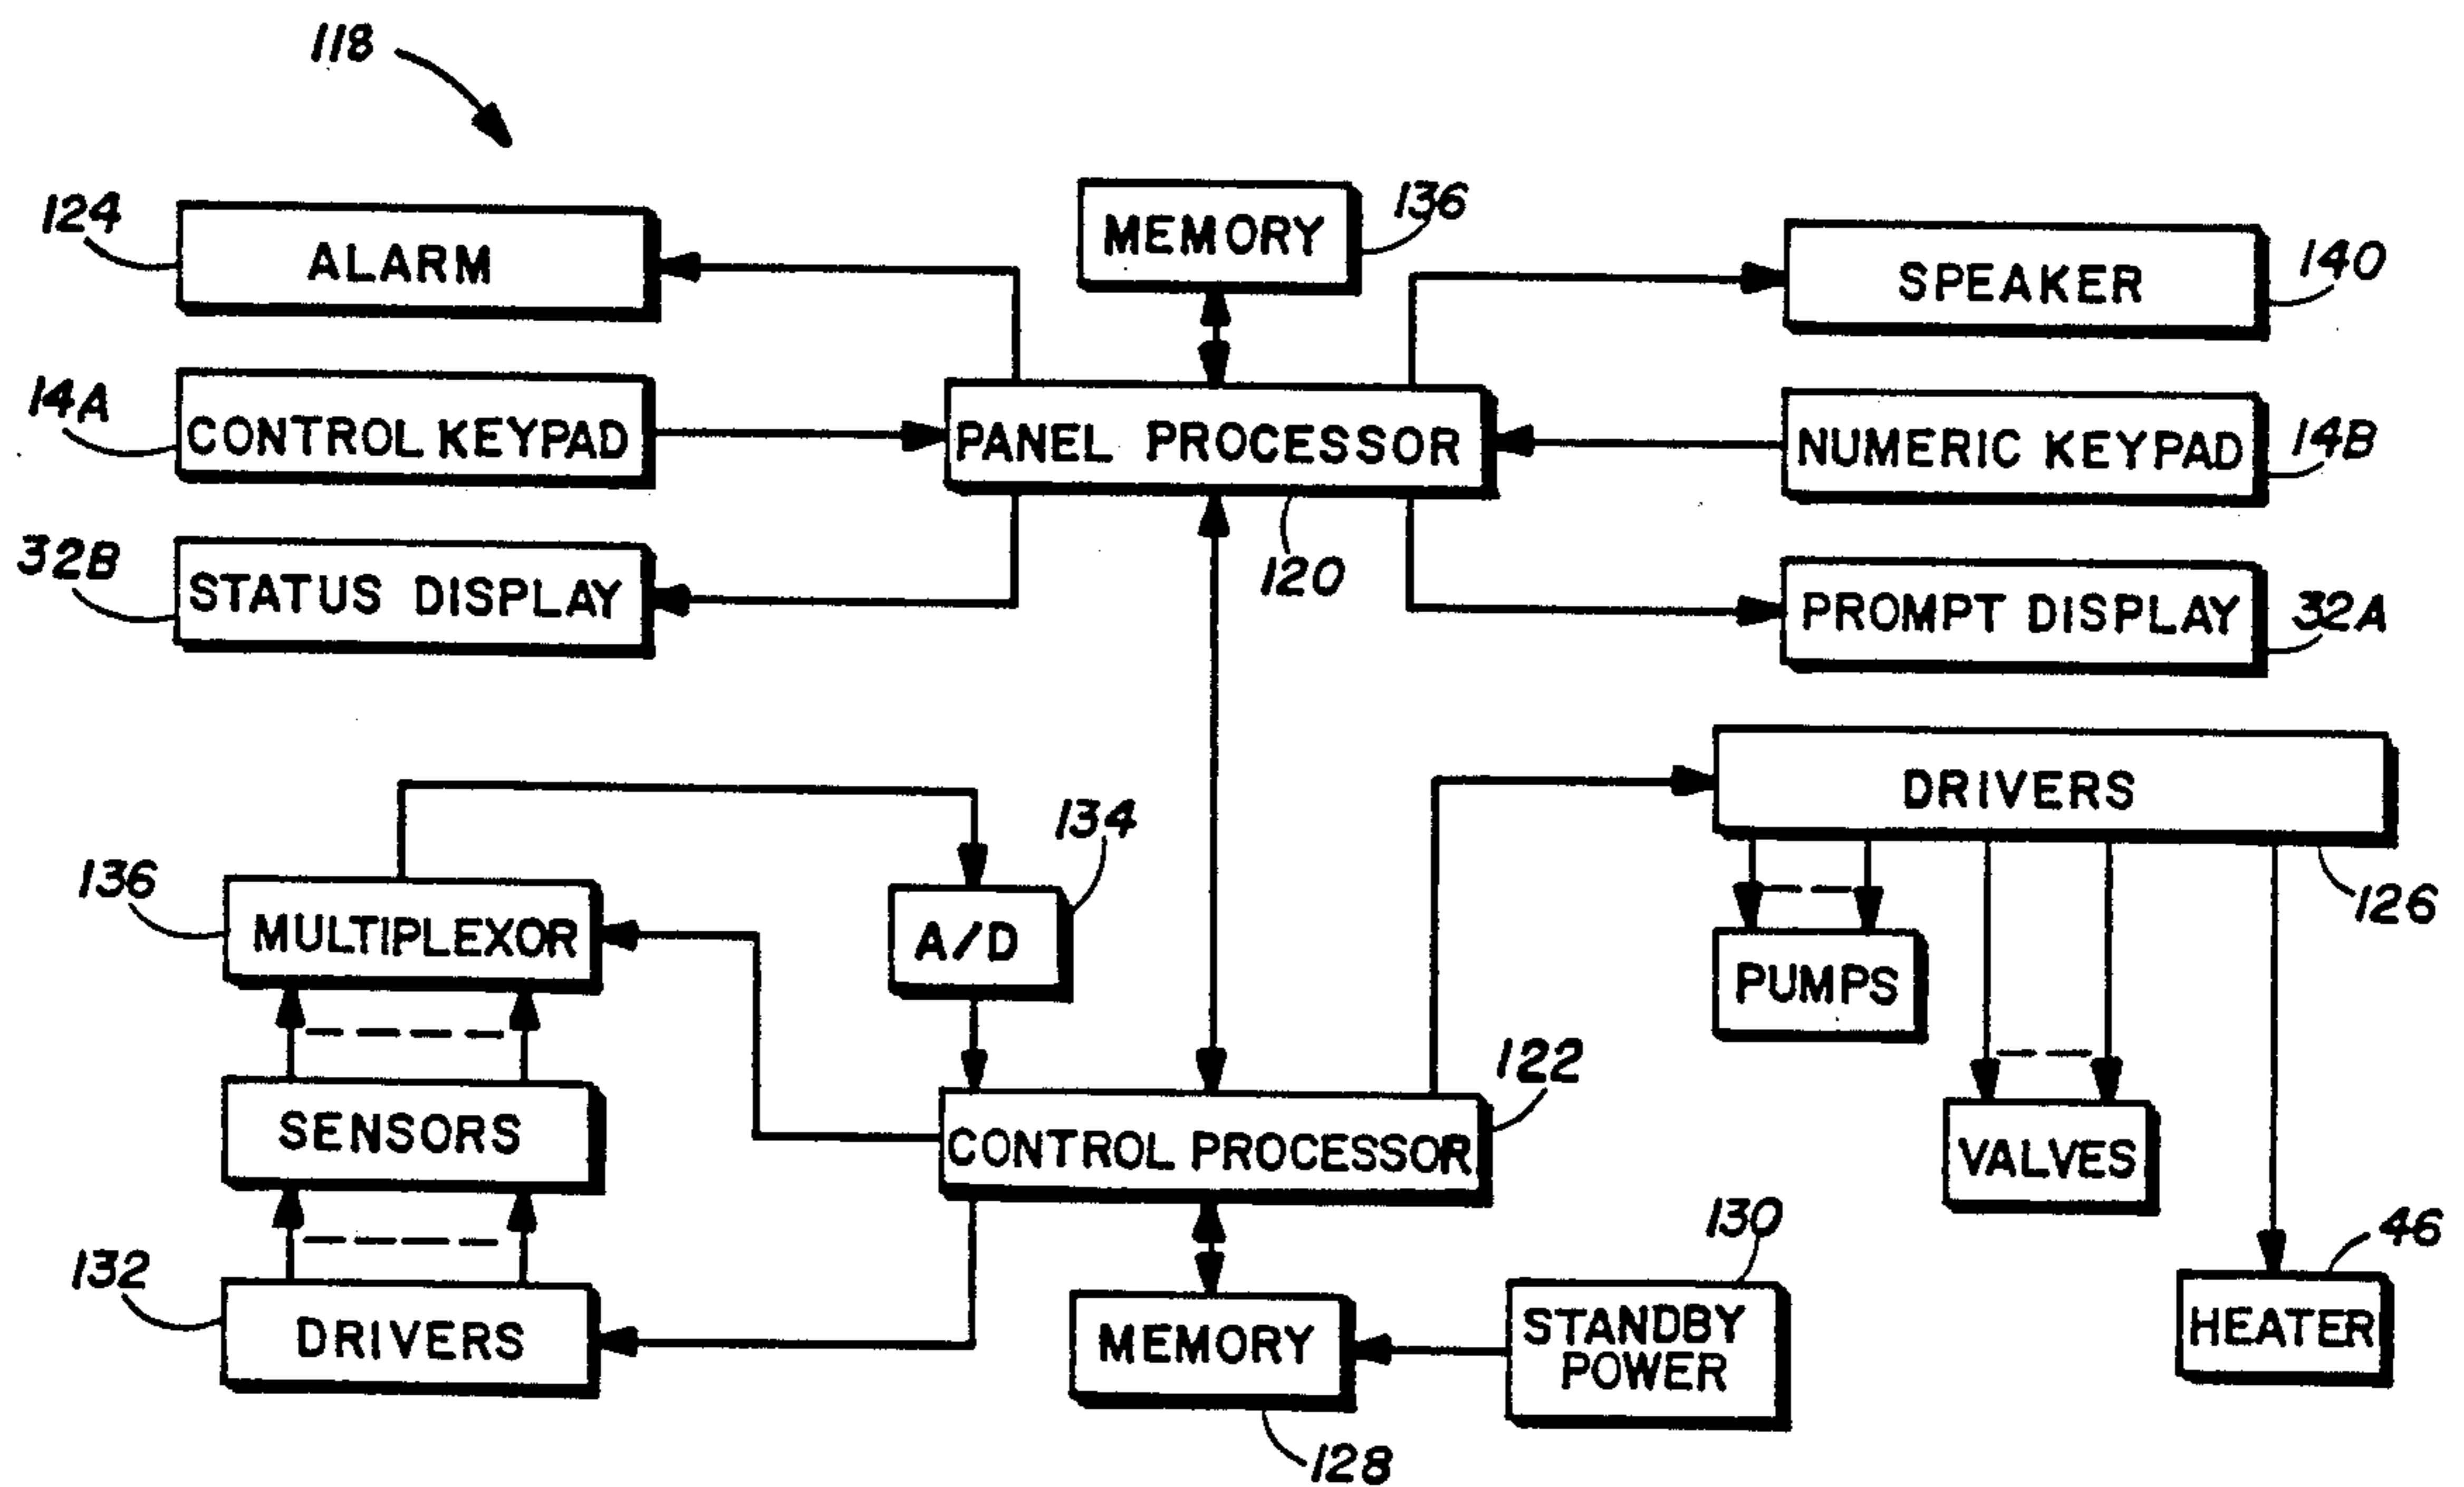 118
124
ALARM
MEMORY
136
SPEAKER
140
14A
CONTROL KEYPAD
PANEL PROCESSOR
NUMERIC KEYPAD
14B
32B
STATUS DISPLAY
120
PROMPT DISPLAY
32A
DRIVERS
126
134
136
MULTIPLEXOR
A/D
PUMPS
122
SENSORS
CONTROL PROCESSOR
VALVES
130
46
132
DRIVERS
MEMORY
STANDBY
POWER
HEATER
128